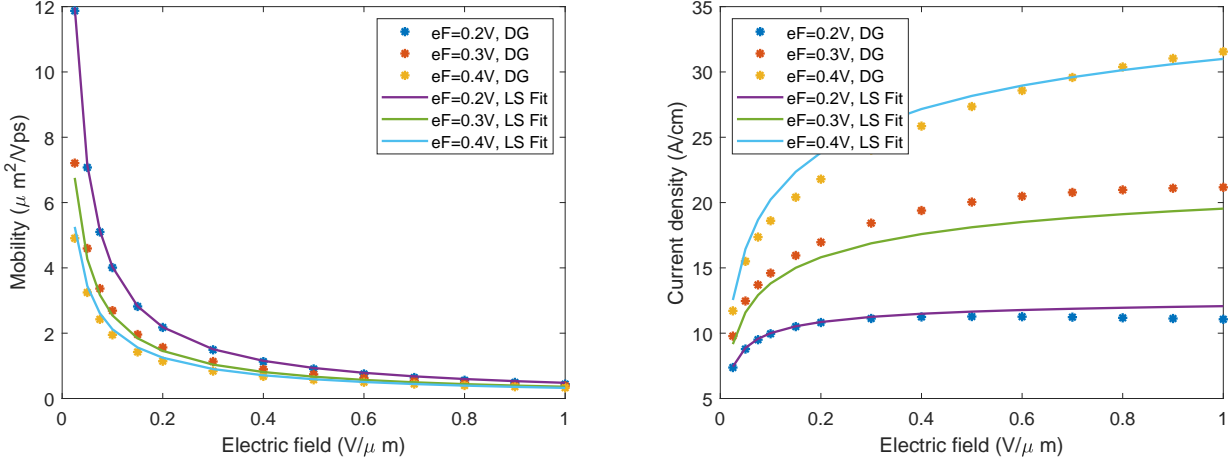 12
10
8
6
4
2
0
Mobility (μ m²/Vps)
0
0.2
0.4
0.6
0.8
1
Electric field (V/μ m)
eF=0.2V, DG
eF=0.3V, DG
eF=0.4V, DG
eF=0.2V, LS Fit
eF=0.3V, LS Fit
eF=0.4V, LS Fit
35
30
25
20
15
10
5
Current density (A/cm)
0
0.2
0.4
0.6
0.8
1
Electric field (V/μ m)
eF=0.2V, DG
eF=0.3V, DG
eF=0.4V, DG
eF=0.2V, LS Fit
eF=0.3V, LS Fit
eF=0.4V, LS Fit